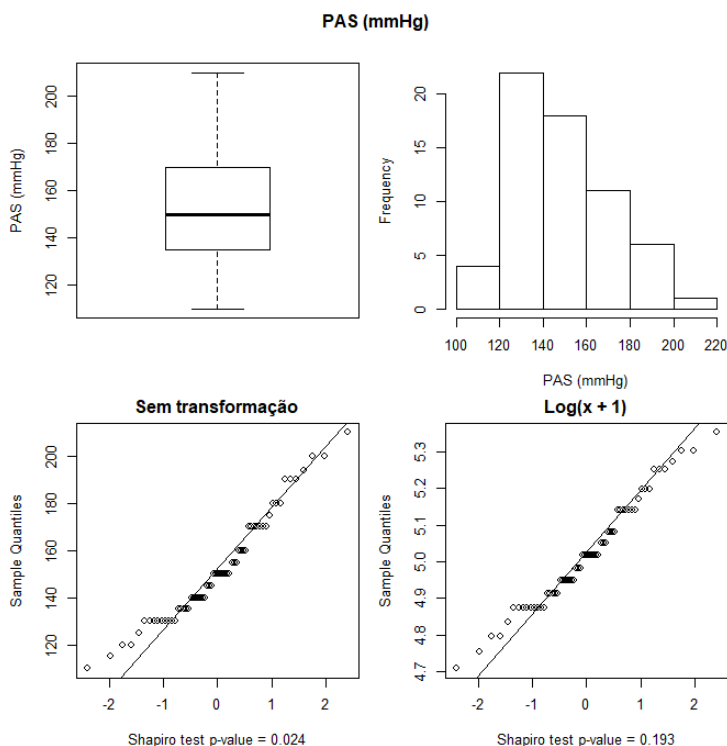 PAS (mmHg)
PAS (mmHg)
120 140 160 180 200
Frequency
0 5 10 15 20
100 120 140 160 180 200 220
PAS (mmHg)
Sem transformação
Sample Quantiles
120 140 160 180 200
-2 -1 0 1 2
Shapiro test p-value = 0.024
Log(x + 1)
Sample Quantiles
4.7 4.8 4.9 5.0 5.1 5.2 5.3
-2 -1 0 1 2
Shapiro test p-value = 0.193